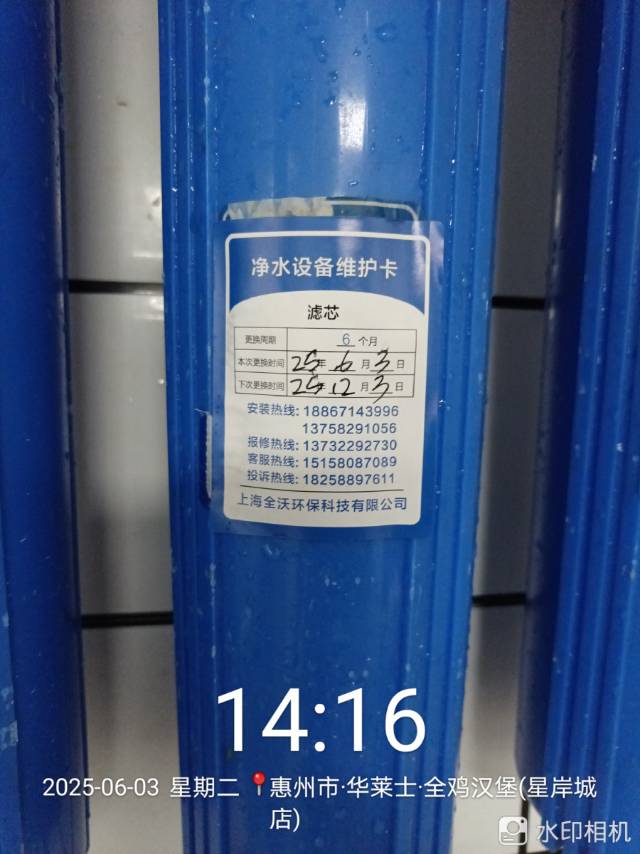 净水设备维护卡
滤芯
更换周期 6 个月
本次更换时间 25年 6 月 3 日
下次更换时间 25年 12 月 3 日
安装热线: 18867143996
13758291056
报修热线: 13732292730
客服热线: 15158087089
投诉热线: 18258897611
上海全沃环保科技有限公司
14:16
2025-06-03 星期二 惠州市·华莱士·全鸡汉堡(星岸城
店)
水印相机